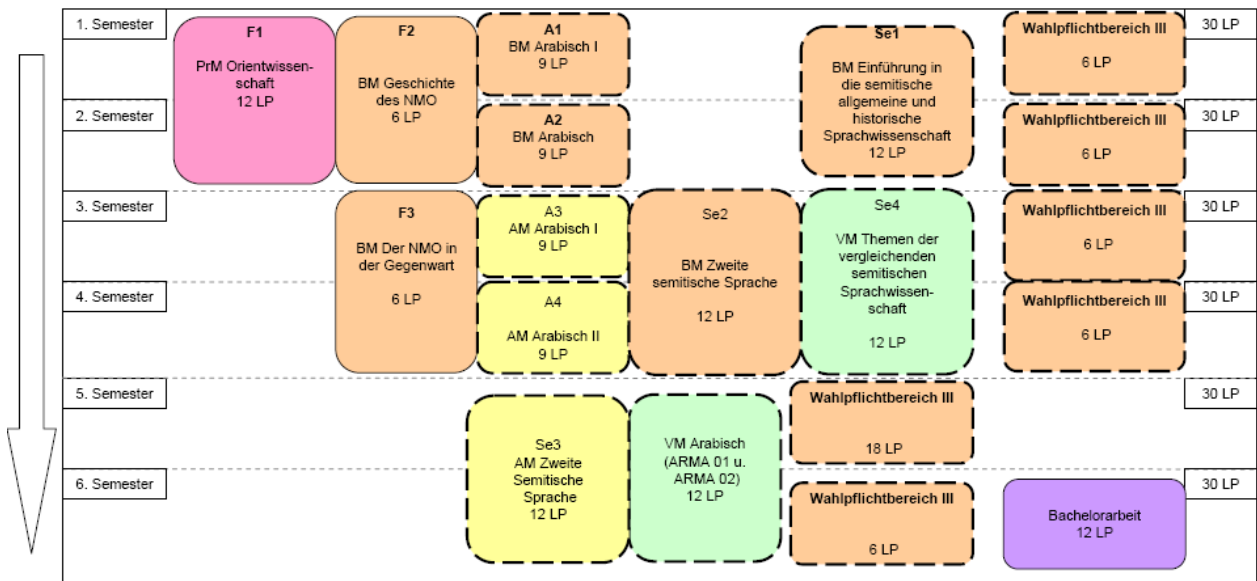 1. Semester
F1
PrM Orientwissen-
schaft
12 LP
F2
BM Geschichte
des NMO
6 LP
A1
BM Arabisch I
9 LP
Se1
BM Einführung in
die semitische
allgemeine und
historische
Sprachwissenschaft
12 LP
Wahlpflichtbereich III
6 LP
30 LP
2. Semester
A2
BM Arabisch
9 LP
Wahlpflichtbereich III
6 LP
30 LP
3. Semester
F3
BM Der NMO in
der Gegenwart
6 LP
A3
AM Arabisch I
9 LP
Se2
BM Zweite
semitische Sprache
12 LP
Se4
VM Themen der
vergleichenden
semitischen
Sprachwissen-
schaft
12 LP
Wahlpflichtbereich III
6 LP
30 LP
4. Semester
A4
AM Arabisch II
9 LP
Wahlpflichtbereich III
6 LP
30 LP
5. Semester
Se3
AM Zweite
Semitische
Sprache
12 LP
VM Arabisch
(ARMA 01 u.
ARMA 02)
12 LP
Wahlpflichtbereich III
18 LP
30 LP
6. Semester
Wahlpflichtbereich III
6 LP
Bachelorarbeit
12 LP
30 LP